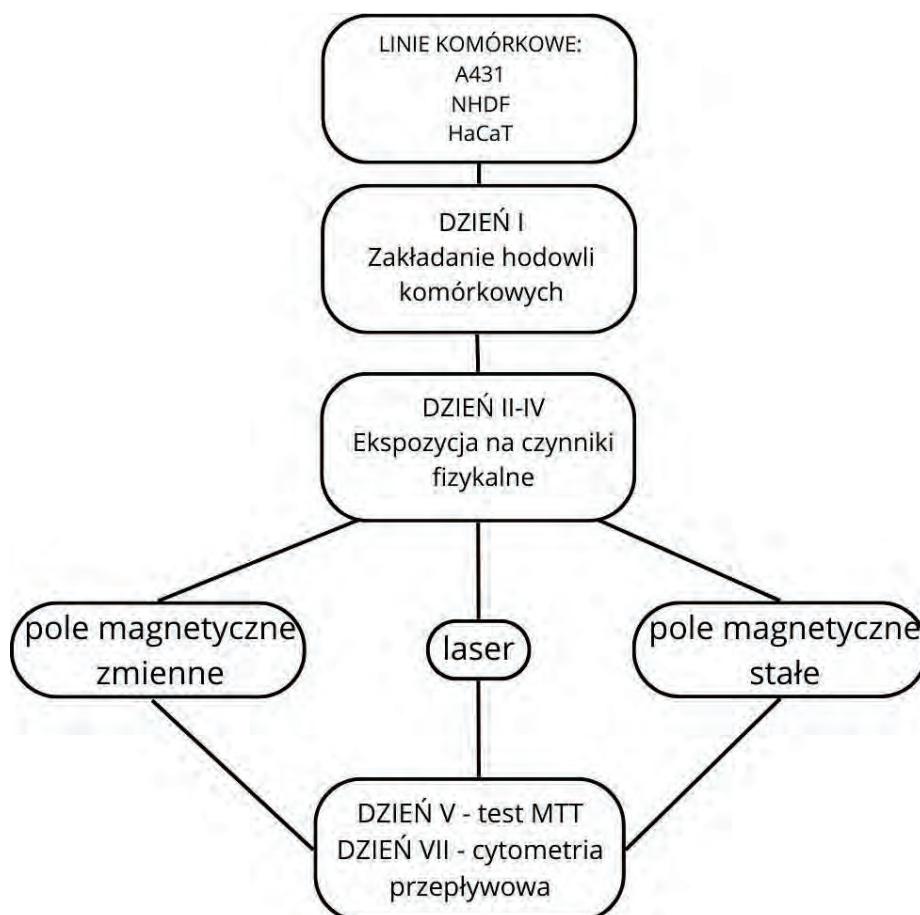 LINIE KOMÓRKOWE:
A431
NHDF
HaCaT
DZIEŃ I
Zakładanie hodowli
komórkowych
DZIEŃ II-IV
Ekspozycja na czynniki
fizykalne
pole magnetyczne
zmienne
laser
pole magnetyczne
stałe
DZIEŃ V - test MTT
DZIEŃ VII - cytometria
przepływowa